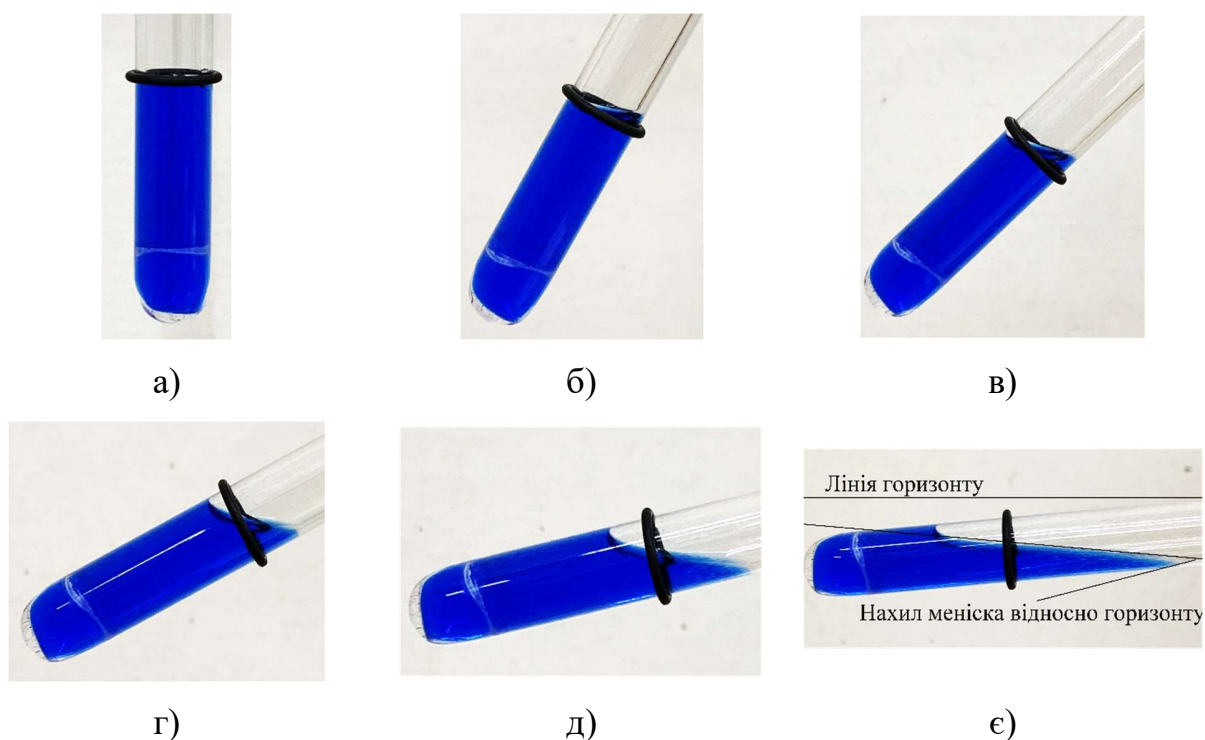 а)
б)
в)
г)
д)
Лінія горизонту
Нахил меніска відносно горизонту
є)